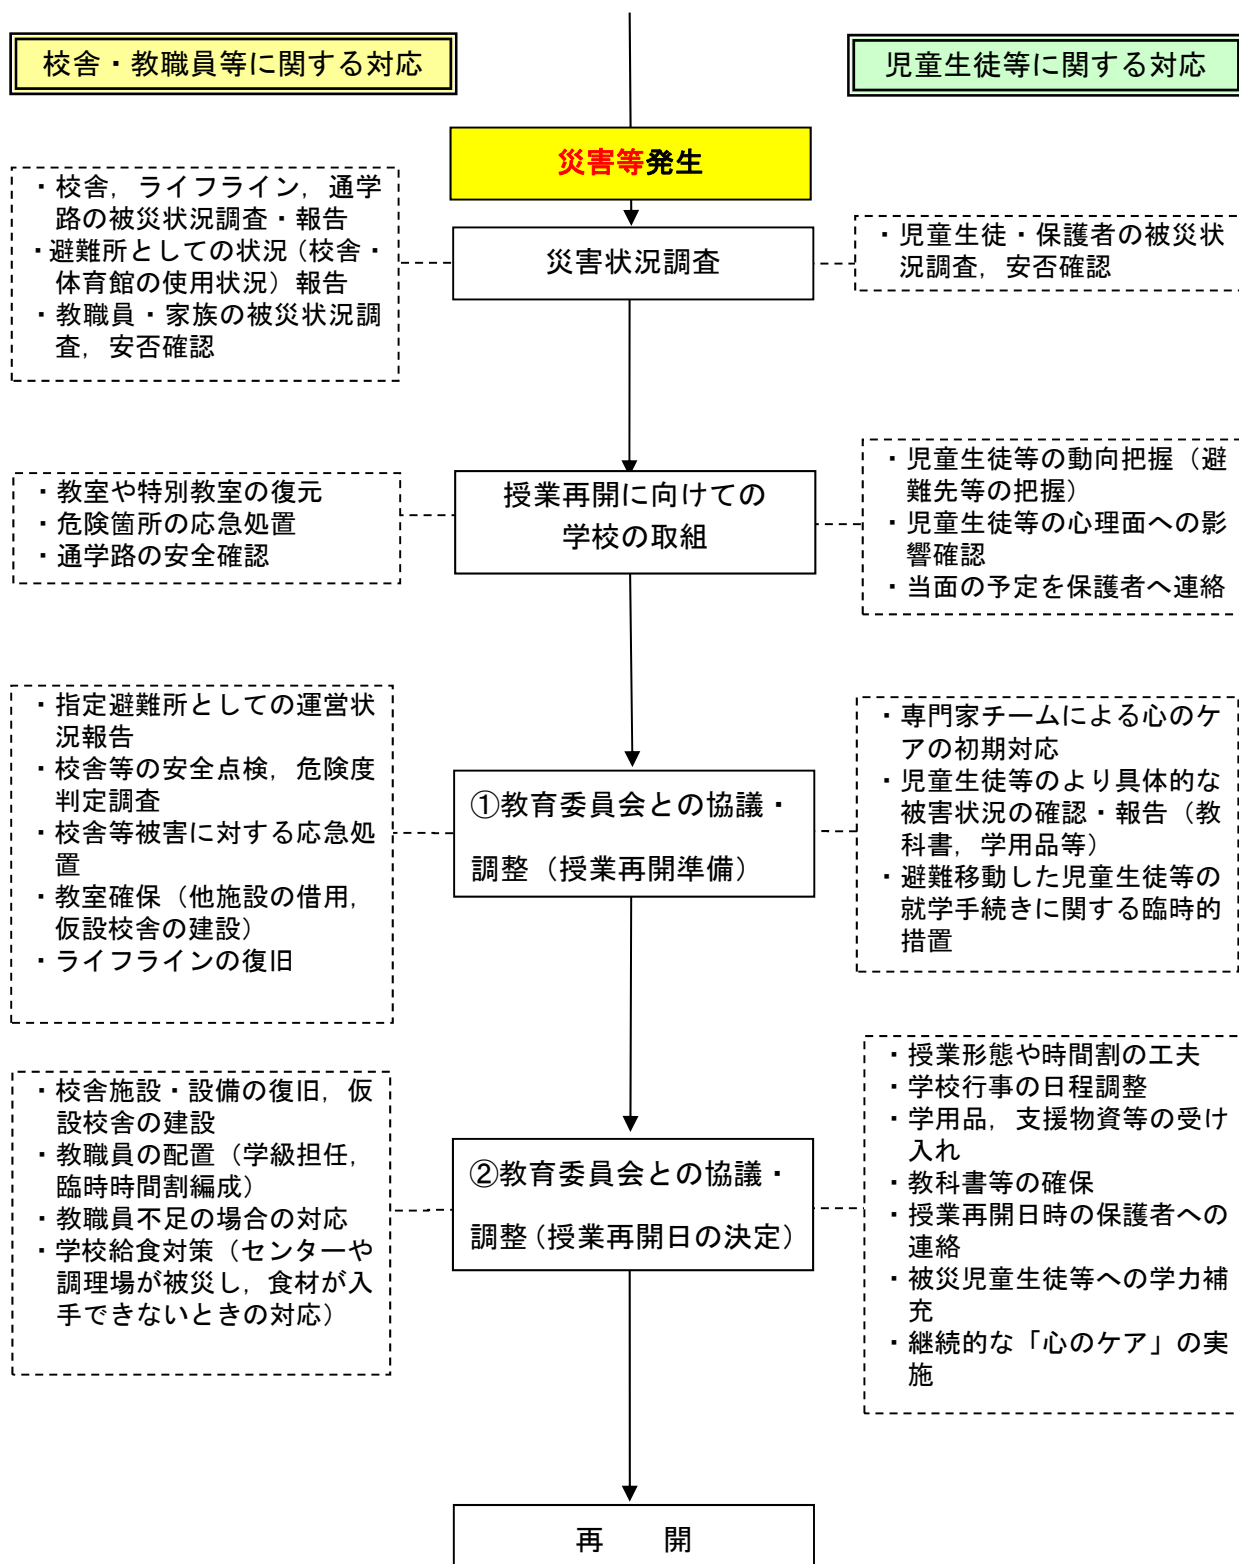 校舎・教職員等に関する対応
児童生徒等に関する対応
災害等発生
・校舎，ライフライン，通学
路の被災状況調査・報告
・避難所としての状況（校舎・
体育館の使用状況）報告
・教職員・家族の被災状況調
査，安否確認
災害状況調査
・児童生徒・保護者の被災状
況調査，安否確認
・教室や特別教室の復元
・危険箇所の応急処置
・通学路の安全確認
授業再開に向けての
学校の取組
・児童生徒等の動向把握（避
難先等の把握）
・児童生徒等の心理面への影
響確認
・当面の予定を保護者へ連絡
・指定避難所としての運営状
況報告
・校舎等の安全点検，危険度
判定調査
・校舎等被害に対する応急処
置
・教室確保（他施設の借用，
仮設校舎の建設）
・ライフラインの復旧
①教育委員会との協議・
調整（授業再開準備）
・専門家チームによる心のケ
アの初期対応
・児童生徒等のより具体的な
被害状況の確認・報告（教
科書，学用品等）
・避難移動した児童生徒等の
就学手続きに関する臨時的
措置
・校舎施設・設備の復旧，仮
設校舎の建設
・教職員の配置（学級担任，
臨時時間割編成）
・教職員不足の場合の対応
・学校給食対策（センターや
調理場が被災し，食材が入
手できないときの対応）
②教育委員会との協議・
調整（授業再開日の決定）
・授業形態や時間割の工夫
・学校行事の日程調整
・学用品，支援物資等の受け
入れ
・教科書等の確保
・授業再開日時の保護者への
連絡
・被災児童生徒等への学力補
充
・継続的な「心のケア」の実
施
再　　開